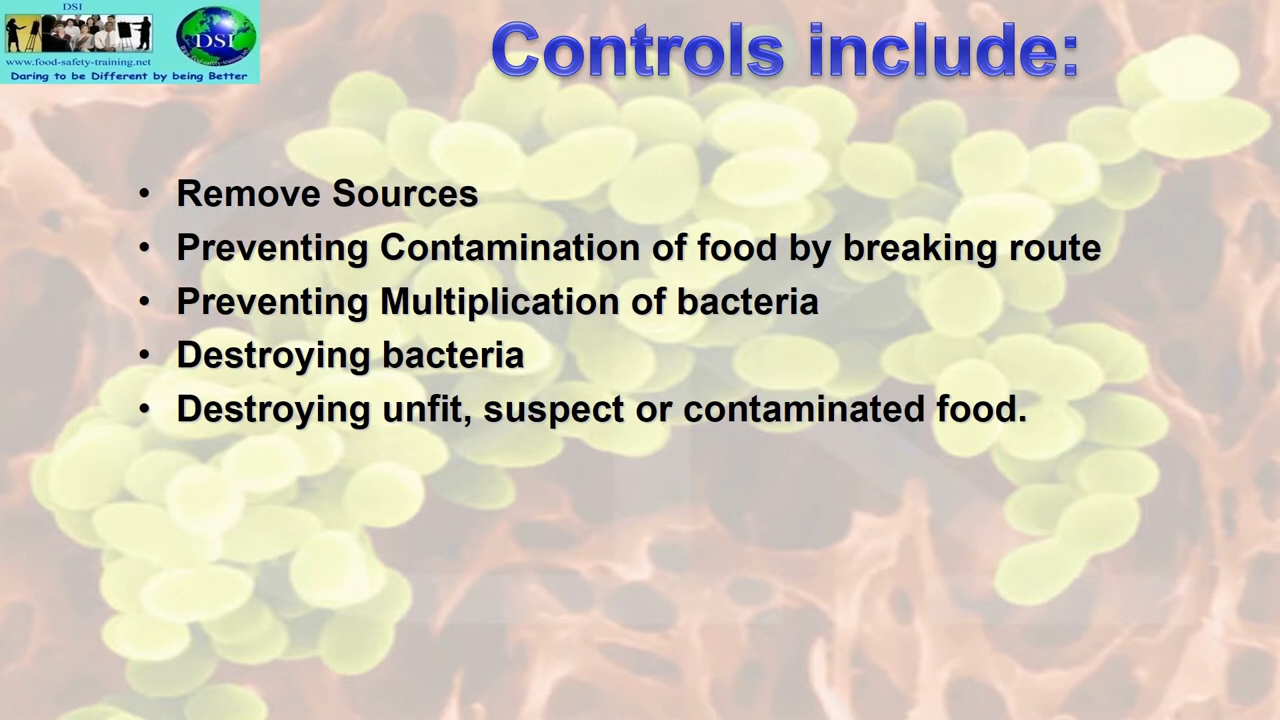 DSI
DSI
www.food-safety-training.net
Daring to be Different by being Better
Controls include:
• Remove Sources
• Preventing Contamination of food by breaking route
• Preventing Multiplication of bacteria
• Destroying bacteria
• Destroying unfit, suspect or contaminated food.